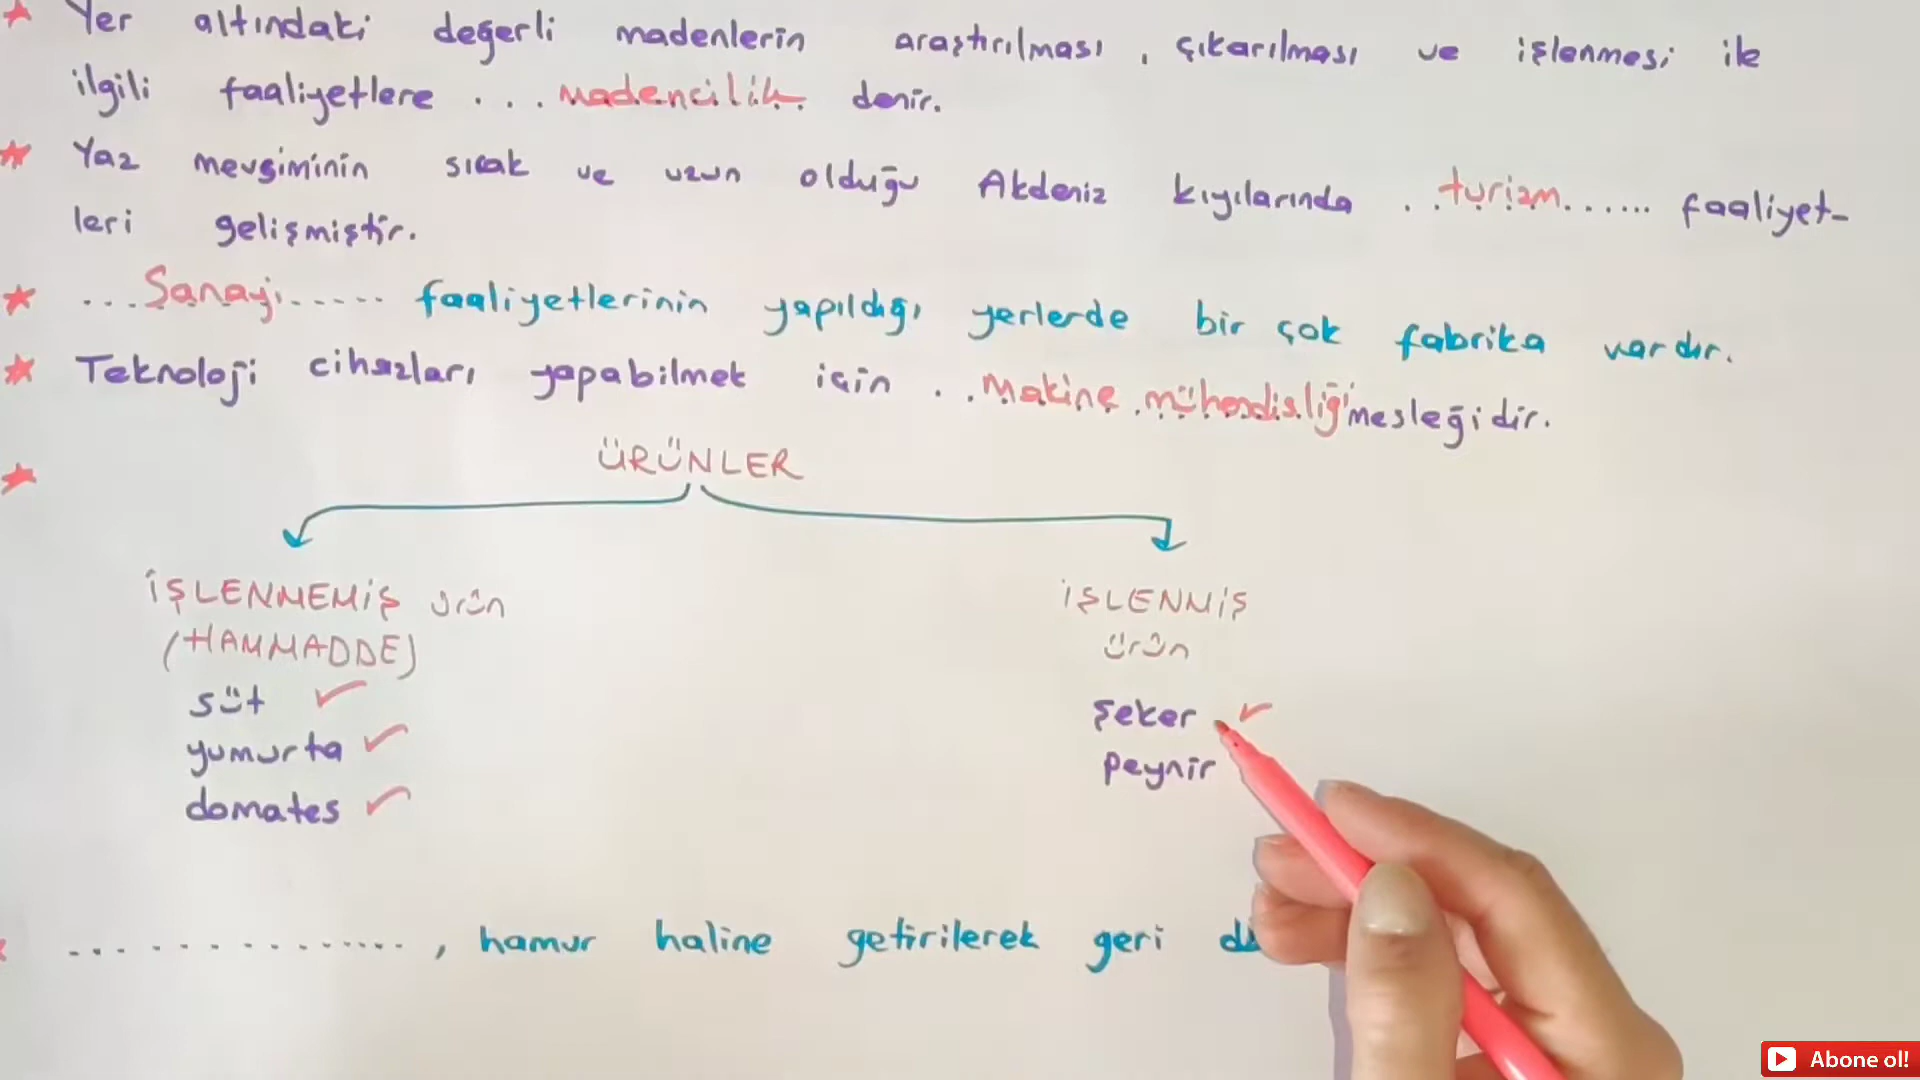 Yer altındaki değerli madenlerin araştırılması, çıkarılması ve işlenmesi ile
ilgili faaliyetlere ...madencilik.. denir.
Yaz mevsiminin sıcak ve uzun olduğu Akdeniz kıyılarında ..turizm...... faaliyet-
leri gelişmiştir.
...Sanayi...... faaliyetlerinin yapıldığı yerlerde bir çok fabrika vardır.
Teknoloji cihazları yapabilmek için ..Makine mühendisliği mesleğidir.
ÜRÜNLER
İŞLENMEMİŞ ürün
(HAMMADDE)
süt
yumurta
domates
İŞLENMİŞ
ürün
şeker
peynir
..............., hamur haline getirilerek geri
Abone ol!